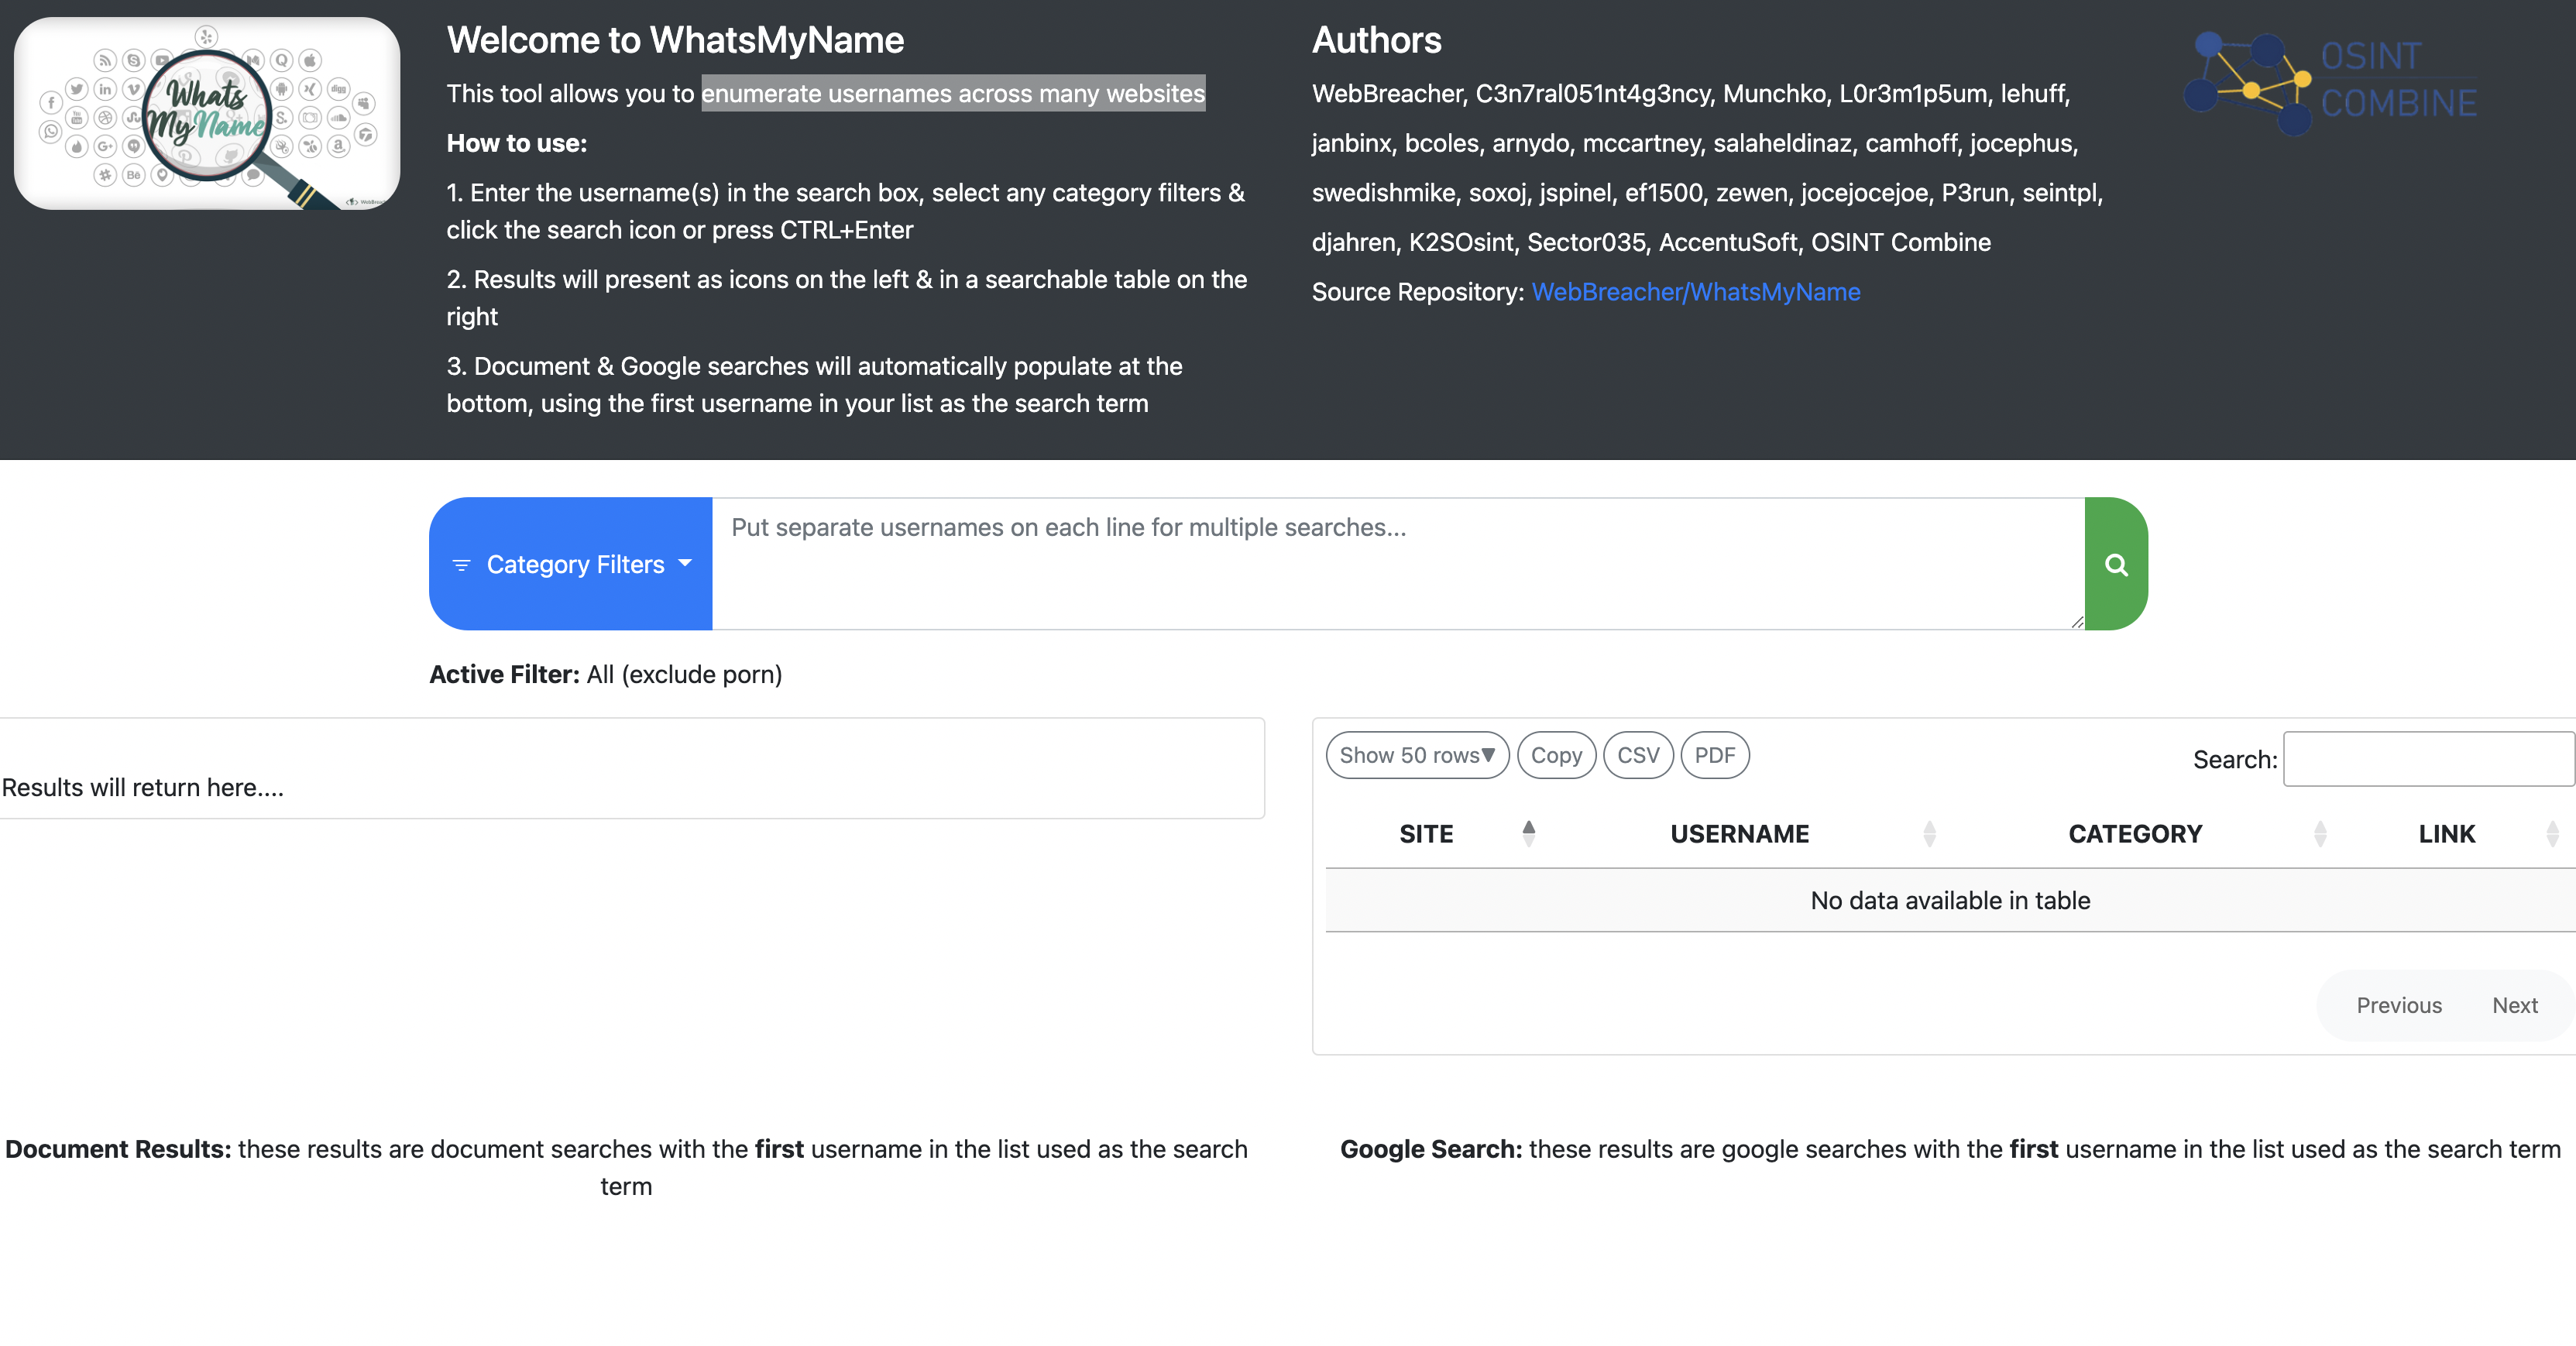 Whats
MyName
Welcome to WhatsMyName
This tool allows you to enumerate usernames across many websites
How to use:
1. Enter the username(s) in the search box, select any category filters &
click the search icon or press CTRL+Enter
2. Results will present as icons on the left & in a searchable table on the
right
3. Document & Google searches will automatically populate at the
bottom, using the first username in your list as the search term
Authors
WebBreacher, C3n7ral051nt4g3ncy, Munchko, L0r3m1p5um, lehuff,
janbinx, bcoles, arnydo, mccartney, salaheldinaz, camhoff, jocephus,
swedishmike, soxoj, jspinel, ef1500, zewen, jocejocejoe, P3run, seintpl,
djahren, K2SOsint, Sector035, AccentuSoft, OSINT Combine
Source Repository: WebBreacher/WhatsMyName
OSINT
COMBINE
Category Filters
Put separate usernames on each line for multiple searches...
Active Filter: All (exclude porn)
Results will return here....
Show 50 rows▼ Copy CSV PDF
Search:
SITE USERNAME CATEGORY LINK
No data available in table
Previous Next
Document Results: these results are document searches with the first username in the list used as the search
term
Google Search: these results are google searches with the first username in the list used as the search term